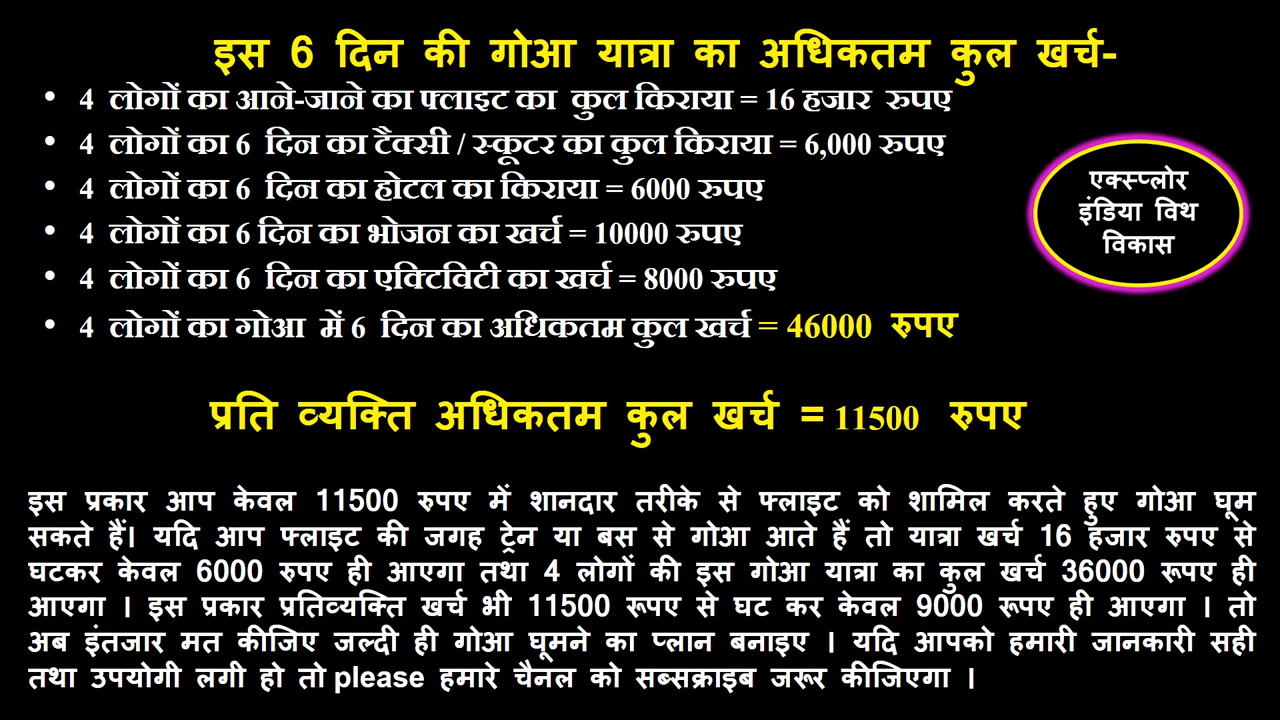 इस 6 दिन की गोआ यात्रा का अधिकतम कुल खर्च-
• 4 लोगों का आने-जाने का फ्लाइट का कुल किराया = 16 हजार रुपए
• 4 लोगों का 6 दिन का टैक्सी / स्कूटर का कुल किराया = 6,000 रुपए
• 4 लोगों का 6 दिन का होटल का किराया = 6000 रुपए
• 4 लोगों का 6 दिन का भोजन का खर्च = 10000 रुपए
• 4 लोगों का 6 दिन का एक्टिविटी का खर्च = 8000 रुपए
• 4 लोगों का गोआ में 6 दिन का अधिकतम कुल खर्च = 46000 रुपए
एक्स्प्लोर
इंडिया विथ
विकास
प्रति व्यक्ति अधिकतम कुल खर्च = 11500 रुपए
इस प्रकार आप केवल 11500 रुपए में शानदार तरीके से फ्लाइट को शामिल करते हुए गोआ घूम
सकते हैं। यदि आप फ्लाइट की जगह ट्रेन या बस से गोआ आते हैं तो यात्रा खर्च 16 हजार रुपए से
घटकर केवल 6000 रुपए ही आएगा तथा 4 लोगों की इस गोआ यात्रा का कुल खर्च 36000 रूपए ही
आएगा । इस प्रकार प्रतिव्यक्ति खर्च भी 11500 रूपए से घट कर केवल 9000 रूपए ही आएगा । तो
अब इंतजार मत कीजिए जल्दी ही गोआ घूमने का प्लान बनाइए । यदि आपको हमारी जानकारी सही
तथा उपयोगी लगी हो तो please हमारे चैनल को सब्सक्राइब जरूर कीजिएगा ।